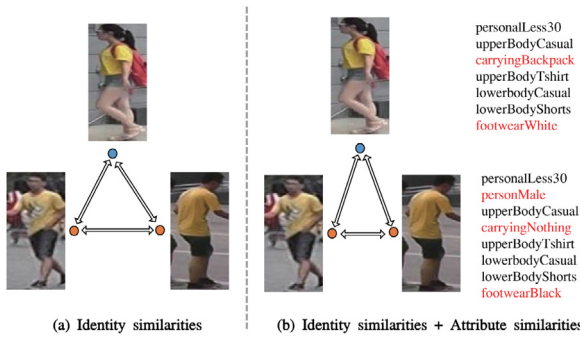 personalLess30
upperBodyCasual
carryingBackpack
upperBodyTshirt
lowerbodyCasual
lowerBodyShorts
footwearWhite
personalLess30
personMale
upperBodyCasual
carryingNothing
upperBodyTshirt
lowerbodyCasual
lowerBodyShorts
footwearBlack
(a) Identity similarities
(b) Identity similarities + Attribute similarities